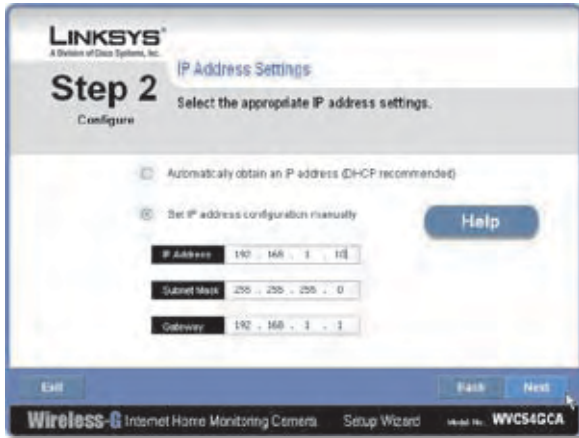 LINKSYS®
A Division of Cisco Systems, Inc.
Step 2
Configure
IP Address Settings
Select the appropriate IP address settings.
Automatically obtain an IP address (DHCP recommended)
Set IP address configuration manually
Help
IP Address 192 . 168 . 1 . 10
Subnet Mask 255 . 255 . 255 . 0
Gateway 192 . 168 . 1 . 1
Exit
Back
Next
Wireless-G Internet Home Monitoring Camera Setup Wizard Model No. WVC54GCA